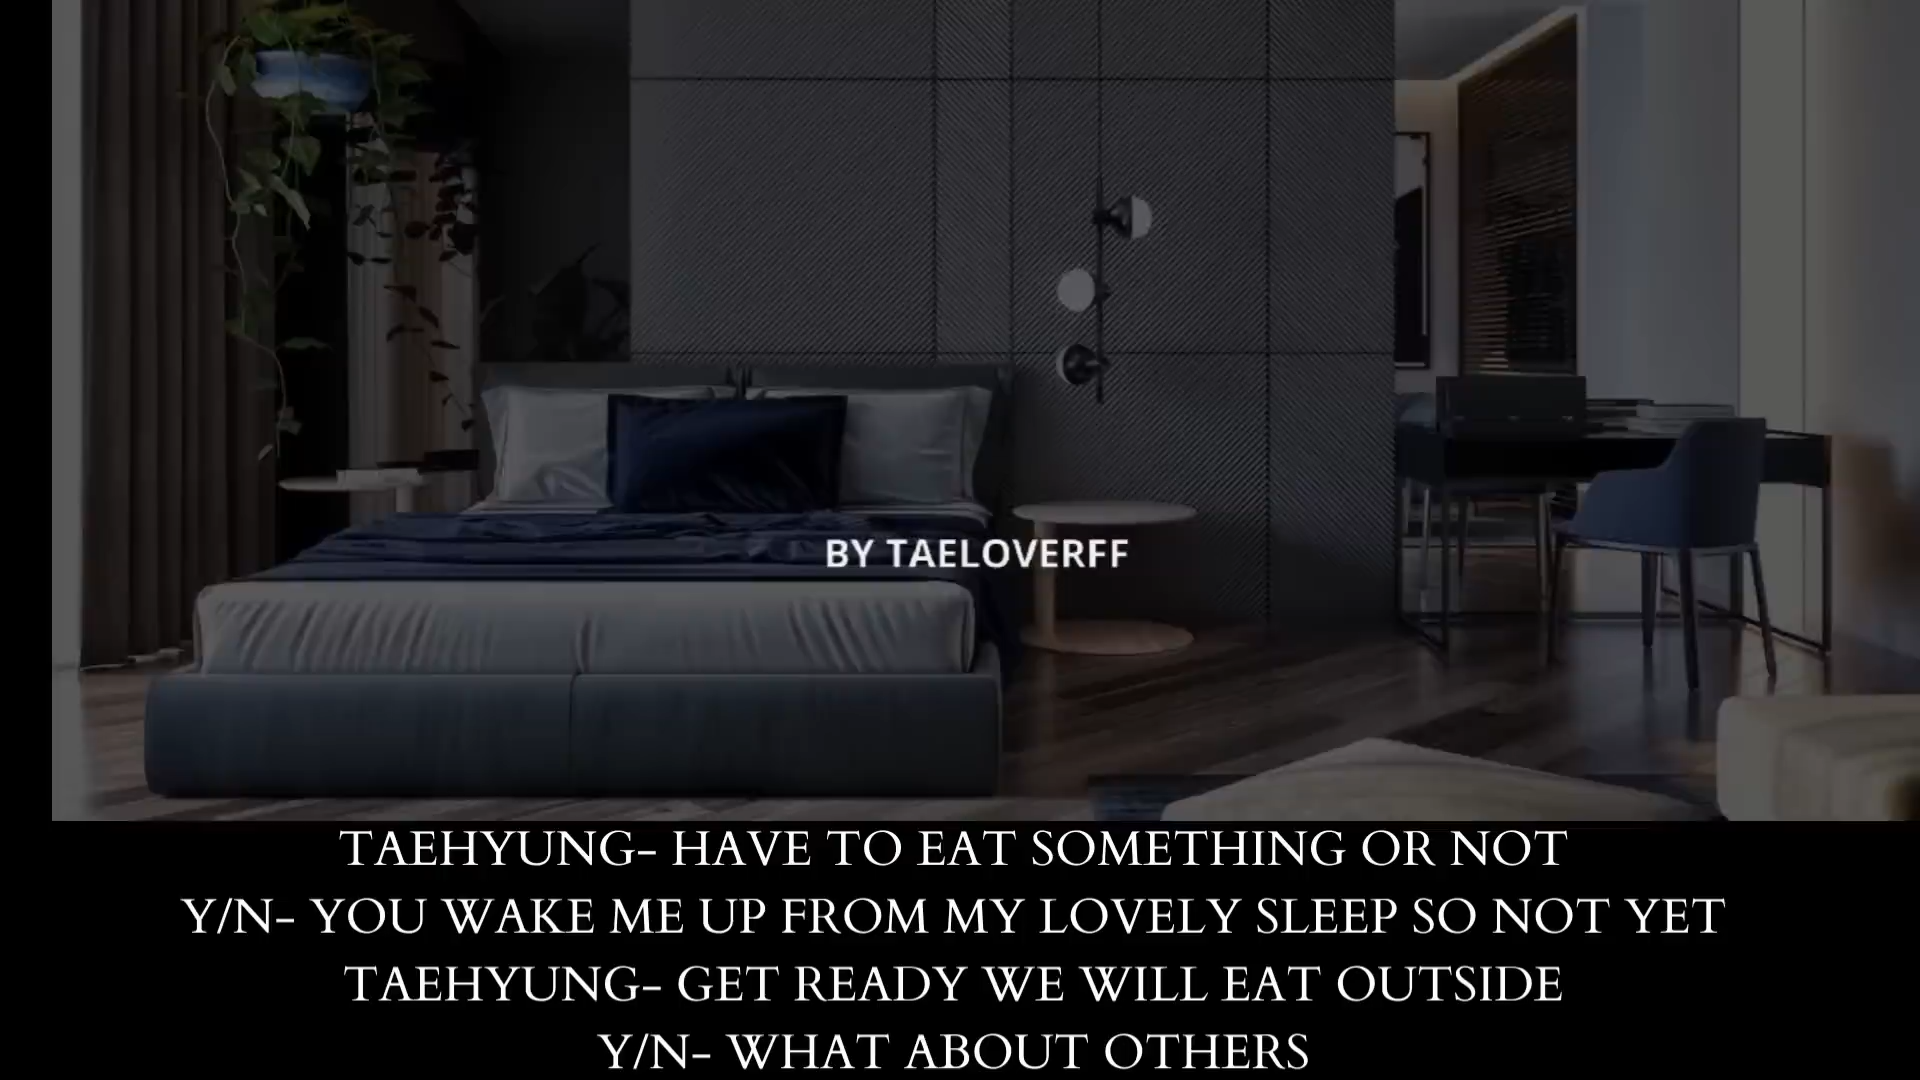 BY TAELOVERFF
TAEHYUNG- HAVE TO EAT SOMETHING OR NOT
Y/N- YOU WAKE ME UP FROM MY LOVELY SLEEP SO NOT YET
TAEHYUNG- GET READY WE WILL EAT OUTSIDE
Y/N- WHAT ABOUT OTHERS